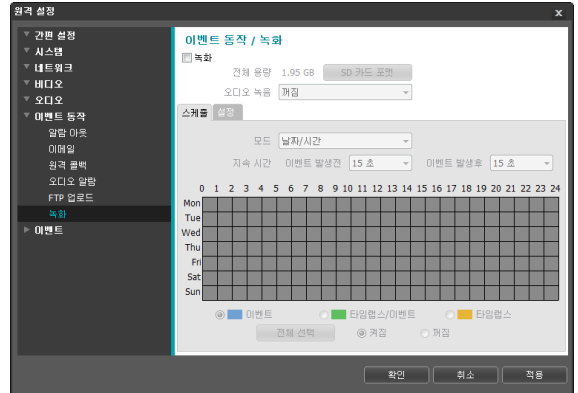 원격 설정
x
간편 설정
시스템
네트워크
비디오
오디오
이벤트 동작
알람 아웃
이메일
원격 콜백
오디오 알람
FTP 업로드
녹화
이벤트
이벤트 동작 / 녹화
녹화
전체 용량 1.95 GB SD 카드 포맷
오디오 녹음 꺼짐
스케줄 설정
모드 날짜/시간
지속 시간 이벤트 발생전 15 초 이벤트 발생후 15 초
0 1 2 3 4 5 6 7 8 9 10 11 12 13 14 15 16 17 18 19 20 21 22 23 24
Mon
Tue
Wed
Thu
Fri
Sat
Sun
이벤트 타임랩스/이벤트 타임랩스
전체 선택 켜짐 꺼짐
확인 취소 적용